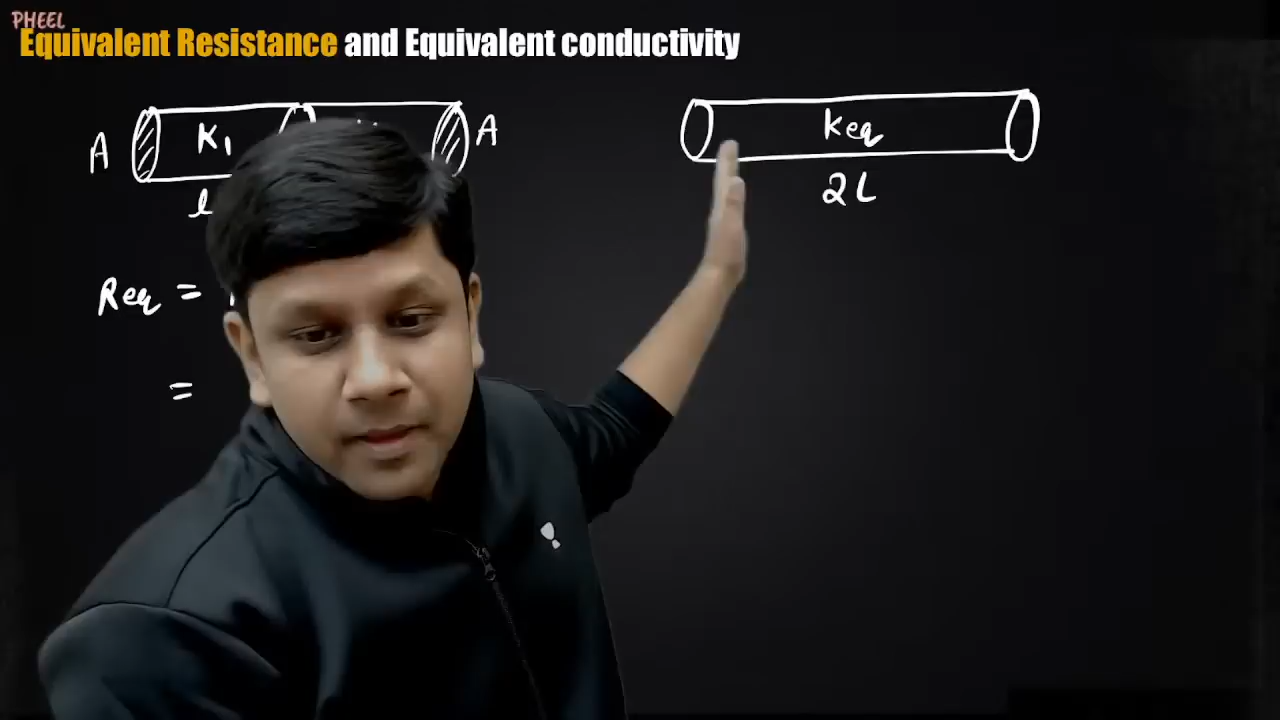 PHEEL
Equivalent Resistance and Equivalent conductivity
A K1 A
l
Keq
2L
Req =
=